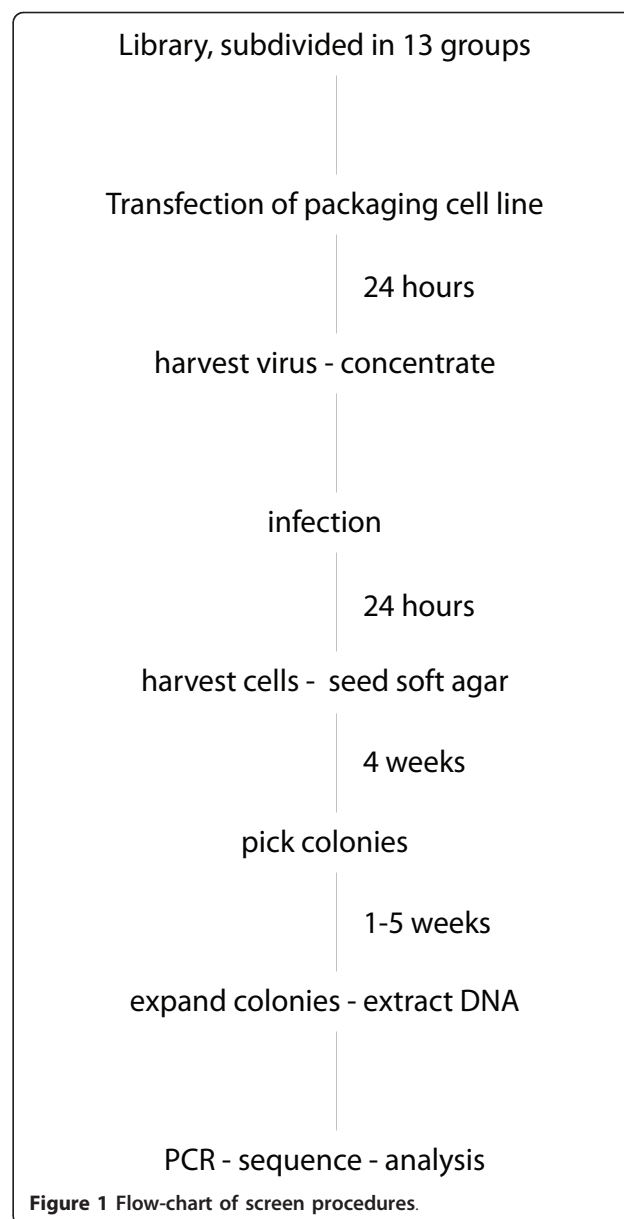 Library, subdivided in 13 groups
Transfection of packaging cell line
24 hours
harvest virus - concentrate
infection
24 hours
harvest cells - seed soft agar
4 weeks
pick colonies
1-5 weeks
expand colonies - extract DNA
PCR - sequence - analysis
Figure 1 Flow-chart of screen procedures.